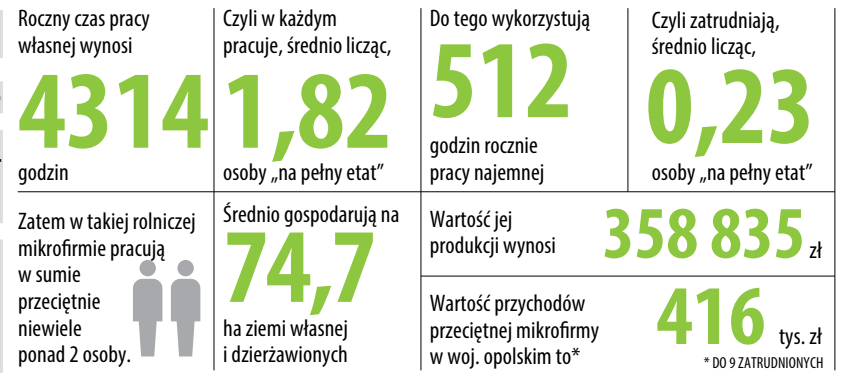 Roczny czas pracy
własnej wynosi
4314
godzin
Czyli w każdym
pracuje, średnio licząc,
1,82
osoby „na pełny etat”
Do tego wykorzystują
512
godzin rocznie
pracy najemnej
Czyli zatrudniają,
średnio licząc,
0,23
osoby „na pełny etat”
Zatem w takiej rolniczej
mikrofirmie pracują
w sumie
przeciętnie
niewiele
ponad 2 osoby.
Średnio gospodarują na
74,7
ha ziemi własnej
i dzierżawionych
Wartość jej
produkcji wynosi
358 835 zł
Wartość przychodów
przeciętnej mikrofirmy
w woj. opolskim to*
416 tys. zł
* DO 9 ZATRUDNIONYCH